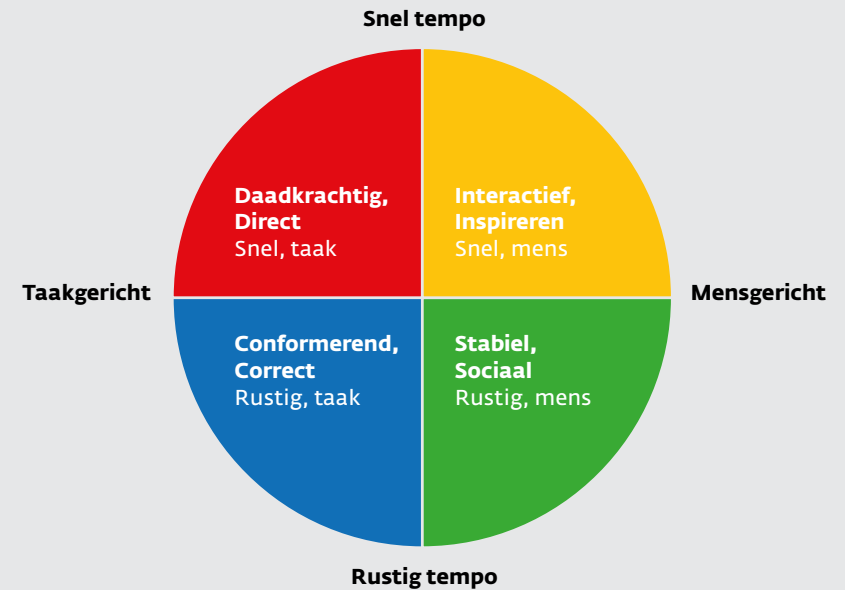 Snel tempo
Daadkrachtig,
Direct
Snel, taak
Interactief,
Inspireren
Snel, mens
Taakgericht
Mensgericht
Conformerend,
Correct
Rustig, taak
Stabiel,
Sociaal
Rustig, mens
Rustig tempo